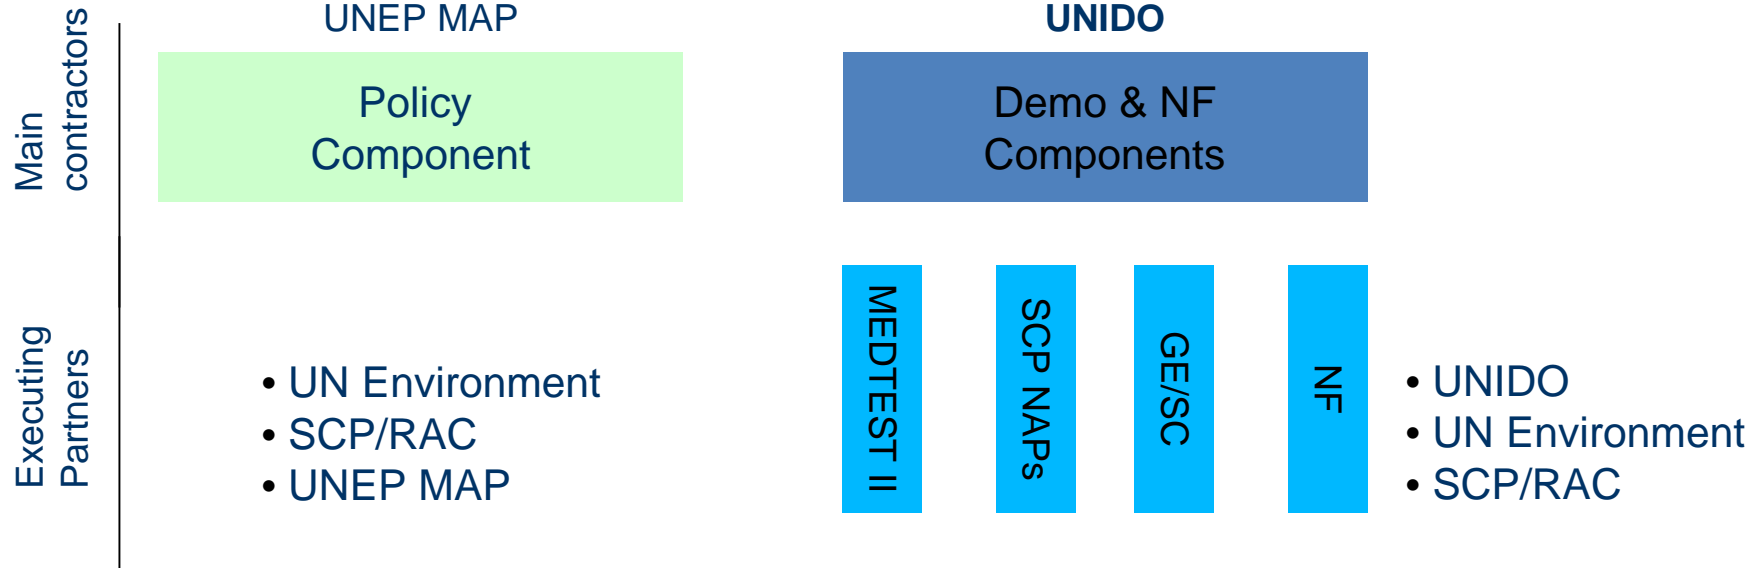 Main
contractors
UNEP MAP
UNIDO
Policy
Component
Demo & NF
Components
Executing
Partners
• UN Environment
• SCP/RAC
• UNEP MAP
MEDTEST II
SCP NAPs
GE/SC
NF
• UNIDO
• UN Environment
• SCP/RAC